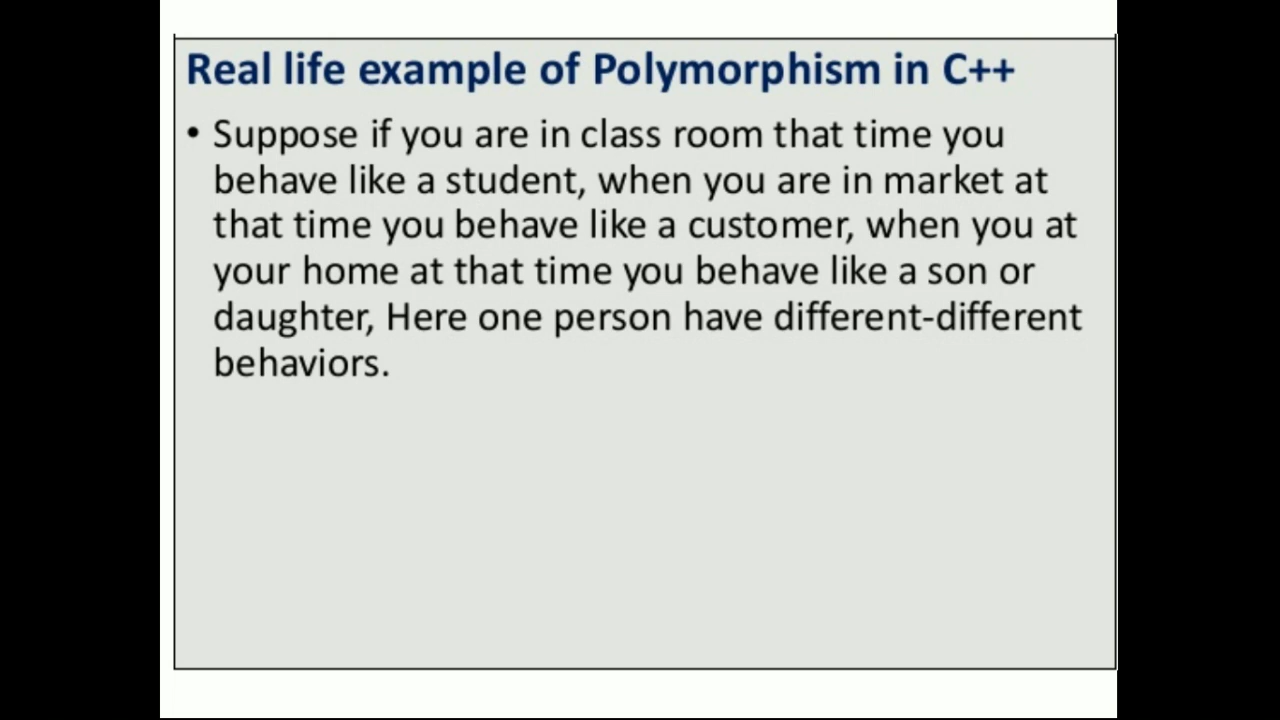 Real life example of Polymorphism in C++
• Suppose if you are in class room that time you
behave like a student, when you are in market at
that time you behave like a customer, when you at
your home at that time you behave like a son or
daughter, Here one person have different-different
behaviors.